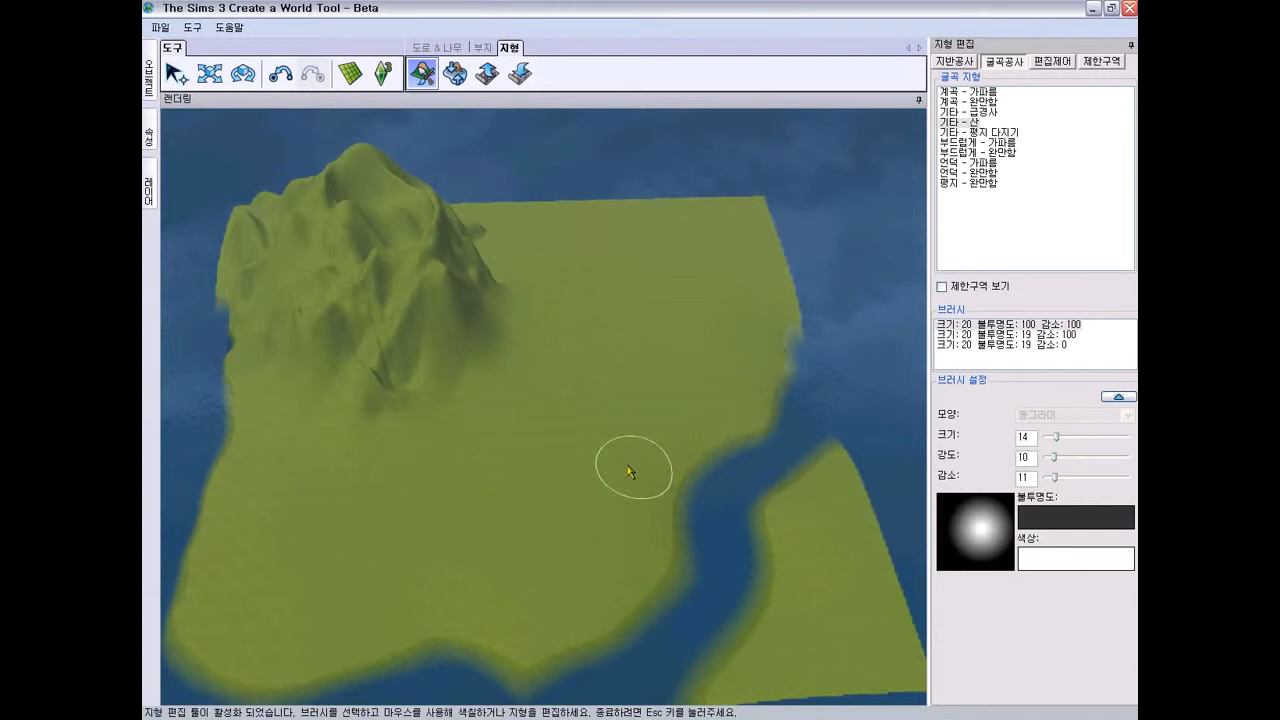 The Sims 3 Create a World Tool - Beta
파일 도구 도움말
도구
도로 & 나무 부지 지형
랜더링
오브젝트
속성
레이어
지형 편집
지반공사 굴곡공사 편집제어 제한구역
굴곡 지형
계곡 - 가파름
계곡 - 완만함
기타 - 급경사
기타 - 산
기타 - 평지 다지기
부드럽게 - 가파름
부드럽게 - 완만함
언덕 - 가파름
언덕 - 완만함
평지 - 완만함
제한구역 보기
브러시
크기: 20 불투명도: 100 감소: 100
크기: 20 불투명도: 19 감소: 100
크기: 20 불투명도: 19 감소: 0
브러시 설정
모양: 동그라미
크기: 14
강도: 10
감소: 11
불투명도:
색상:
지형 편집 툴이 활성화 되었습니다. 브러시를 선택하고 마우스를 사용해 색칠하거나 지형을 편집하세요. 종료하려면 Esc 키를 눌러주세요.